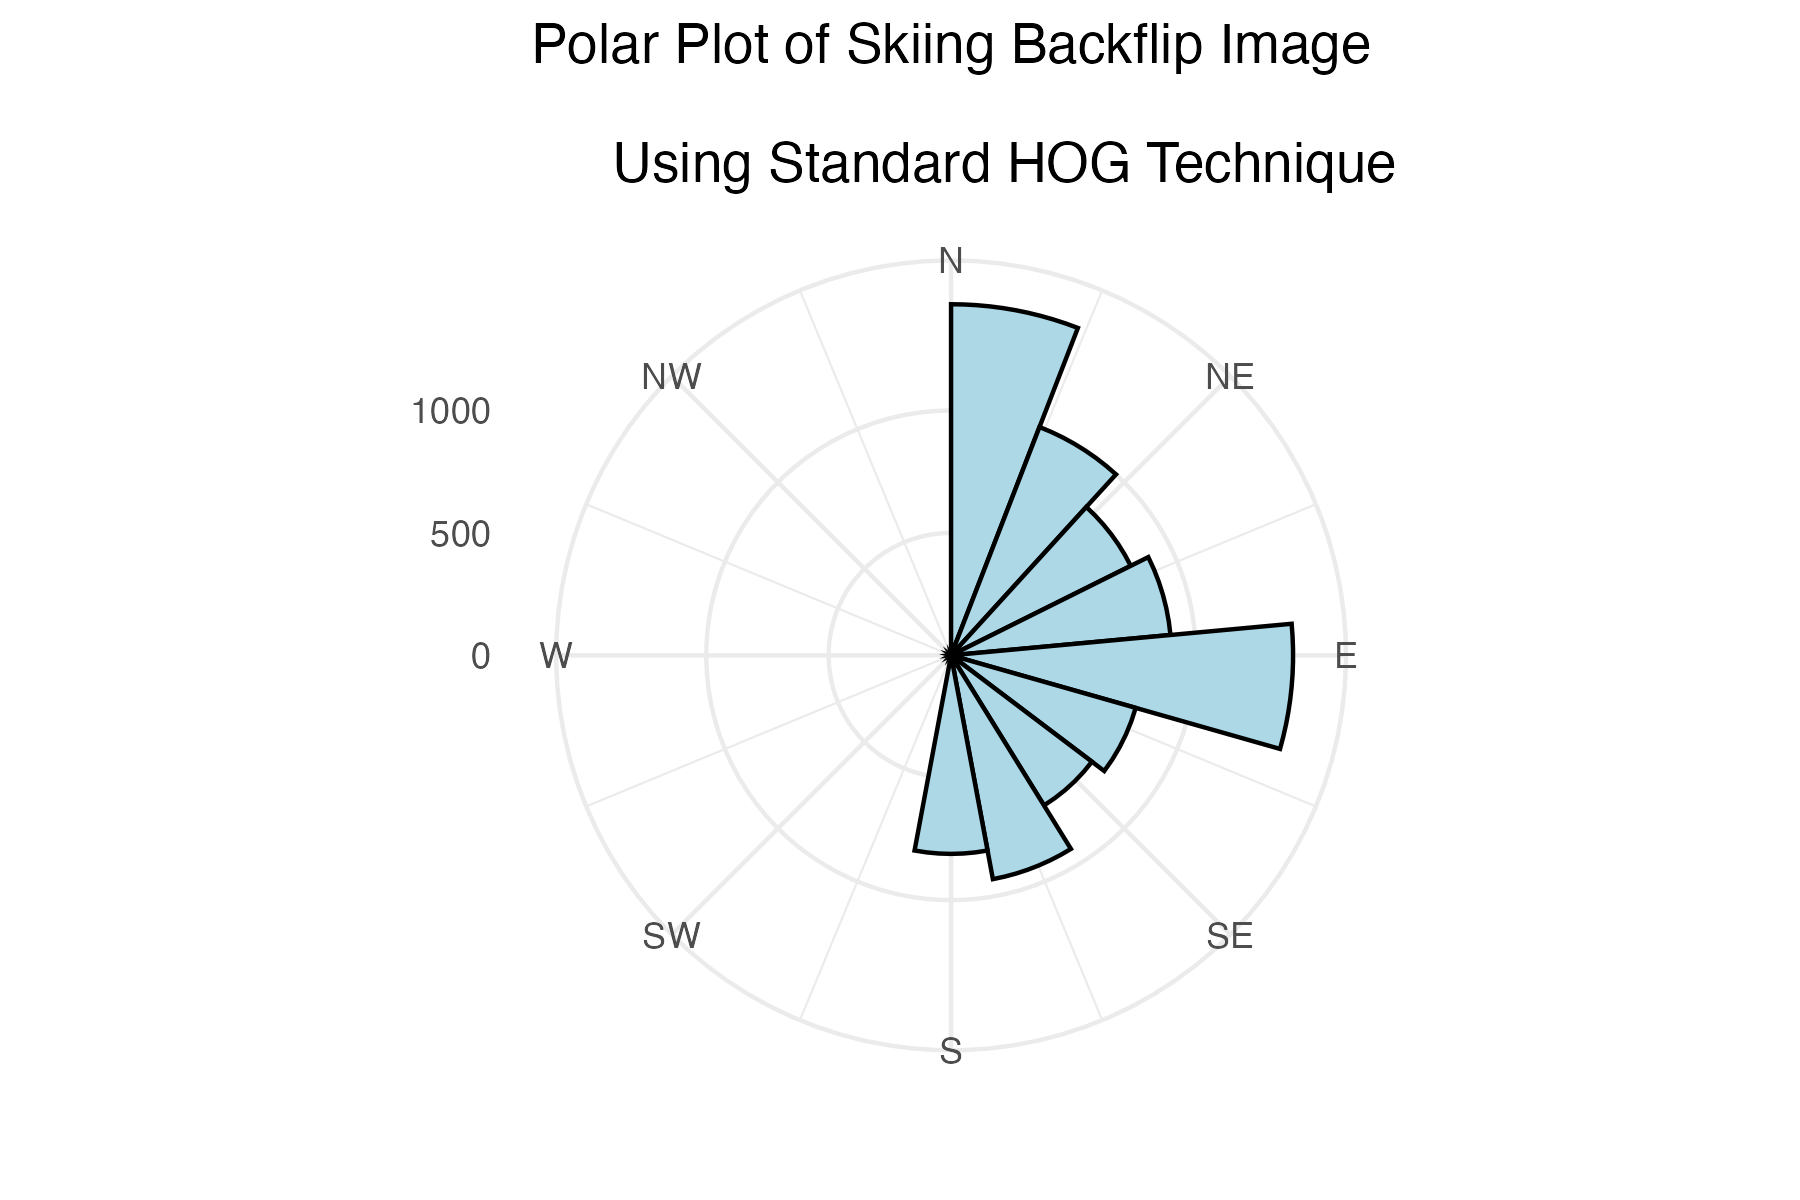 Polar Plot of Skiing Backflip Image
Using Standard HOG Technique
N
NW
NE
1000
500
0
W
E
SW
SE
S